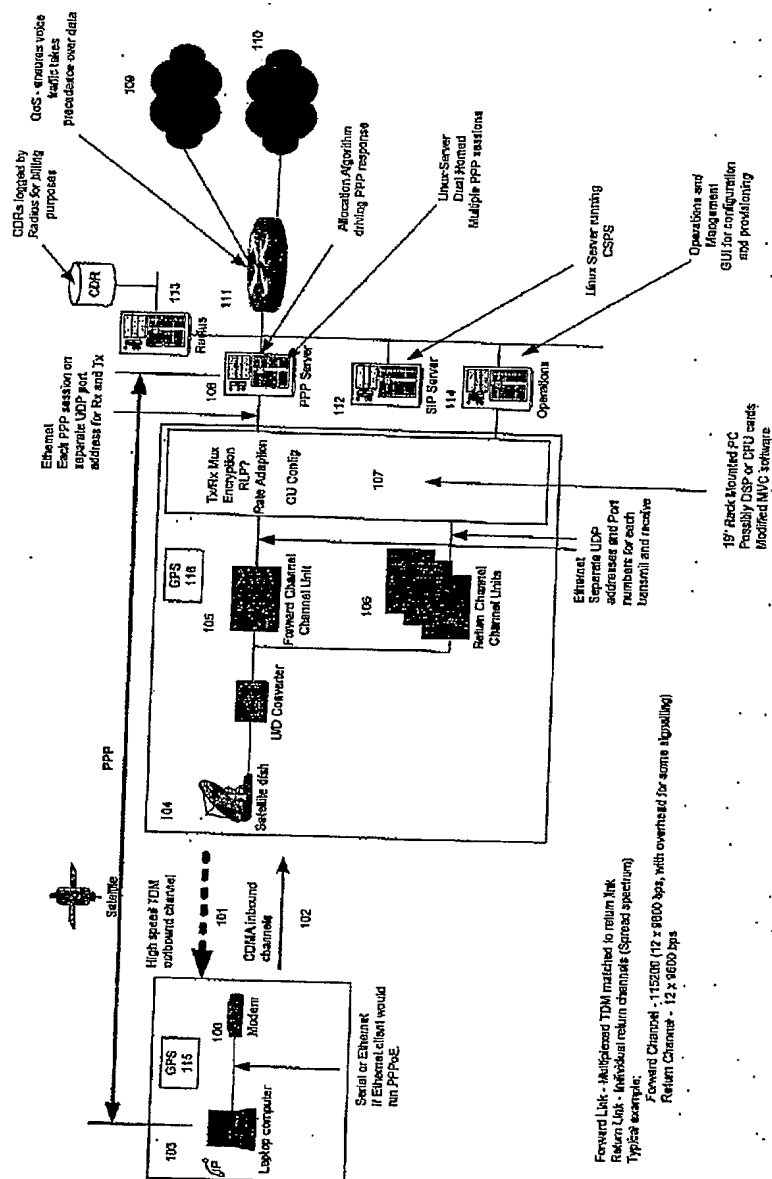 CDRs logged by
Radius for billing
purposes
QoS - ensures voice
traffic takes
precedence over data
CDR
113
Radius
109
110
111
Allocation Algorithm
driving PPP response
Linux Server
Dual Homed
Multiple PPP sessions
Linux Server running
CSPS
Operations and
Mangement
GUI for configuration
and provisioning
Ethernet
Each PPP session on
separate UDP port
address for Rx and Tx
108
PPP Server
112
SIP Server
114
Operations
PPP
Satellite
Tx/Rx Mux
Encryption
RLP?
Rate Adaption
CU Config
107
GPS
116
105
Forward Channel
Channel Unit
106
Return Channel
Channel Units
U/D Converter
104
Satellite dish
Ethernet
Separate UDP
addresses and Port
numbers for each
transmit and receive
19" Rack Mounted PC
Possibly DSP or CPU cards
Modified MVC software
High speed TDM
outbound channel
101
CDMA inbound
channels
102
GPS
115
100
Modem
103
IP
Laptop computer
Serial or Ethernet
If Ethernet client would
run PPPoE.
Forward Link - Multiplexed TDM matched to return link
Return Link - Individual return channels (Spread spectrum)
Typical example;
Forward Channel - 115200 (12 x 9600 bps, with overhead for some signalling)
Return Channel - 12 x 9600 bps